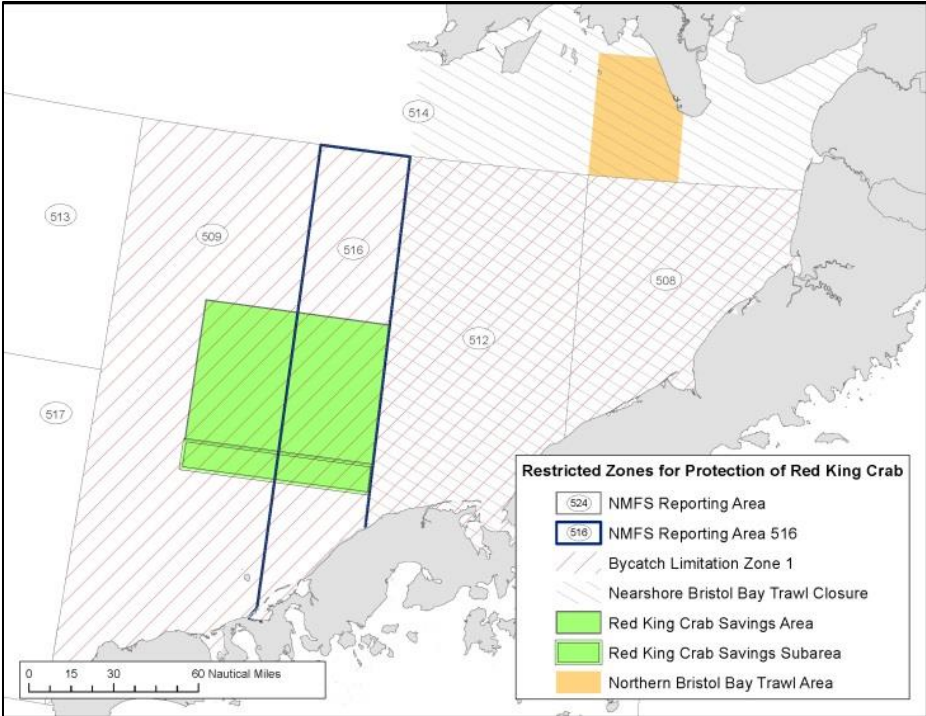 514
513
509
516
508
512
517
Restricted Zones for Protection of Red King Crab
524 NMFS Reporting Area
516 NMFS Reporting Area 516
Bycatch Limitation Zone 1
Nearshore Bristol Bay Trawl Closure
Red King Crab Savings Area
Red King Crab Savings Subarea
Northern Bristol Bay Trawl Area
0 15 30 60 Nautical Miles